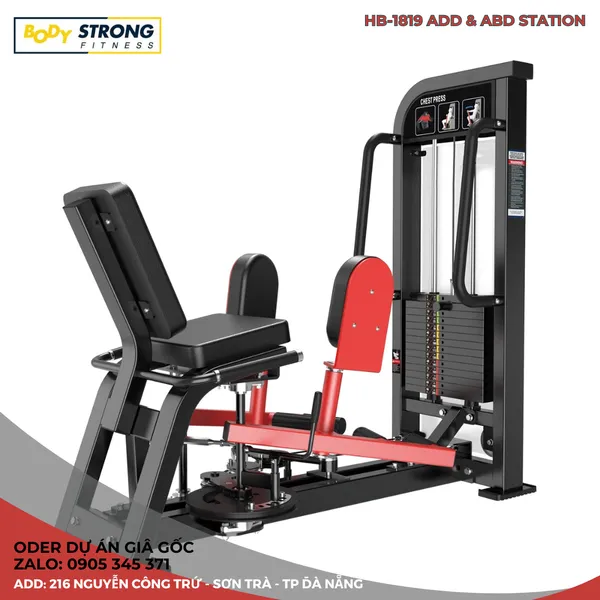 BODY STRONG
FITNESS
HB-1819 ADD & ABD STATION
CHEST PRESS
ODER DỰ ÁN GIÂ GỐC
ZALO: 0905 345 371
ADD: 216 NGUYỄN CÔNG TRỨ - SƠN TRÀ - TP ĐÀ NẴNG